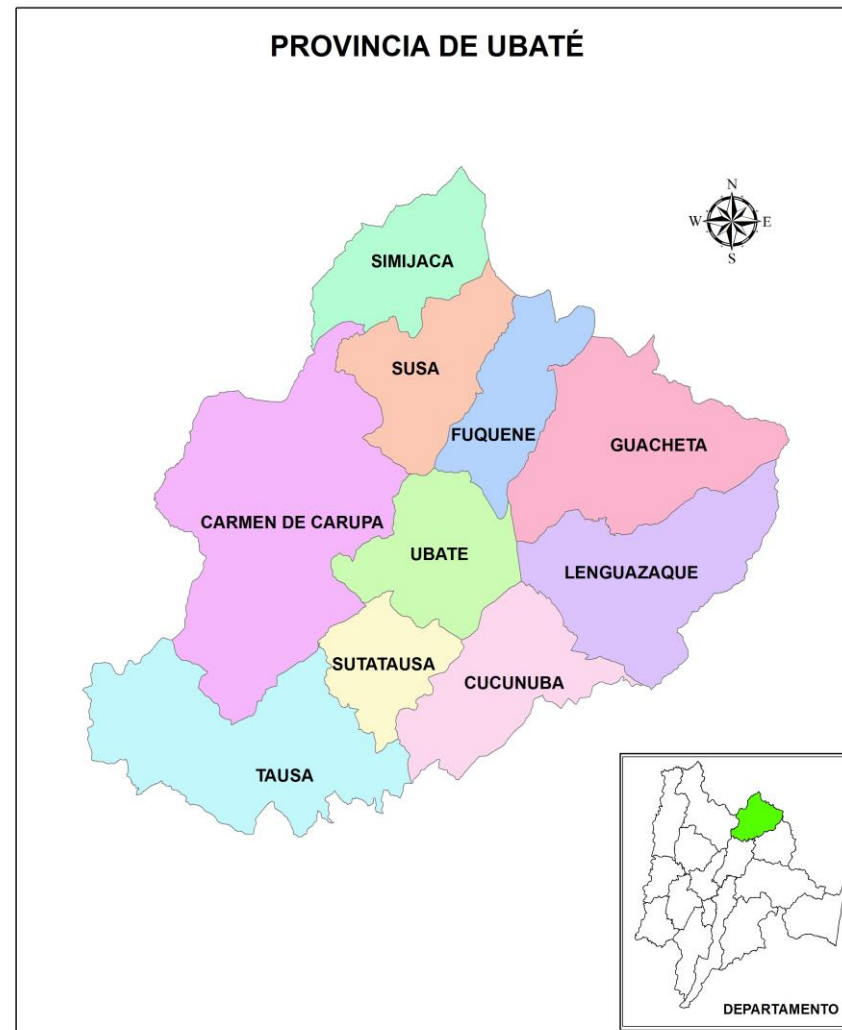 PROVINCIA DE UBATÉ
N
W
E
S
SIMIJACA
SUSA
FUQUENE
GUACHETA
CARMEN DE CARUPA
UBATE
LENGUAZAQUE
SUTATAUSA
CUCUNUBA
TAUSA
DEPARTAMENTO